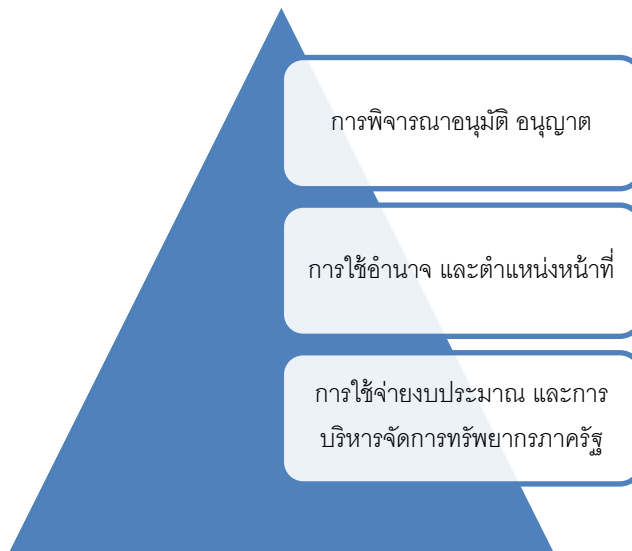 การพิจารณาอนุมัติ อนุญาต
การใช้อำนาจ และตำแหน่งหน้าที่
การใช้จ่ายงบประมาณ และการ
บริหารจัดการทรัพยากรภาครัฐ